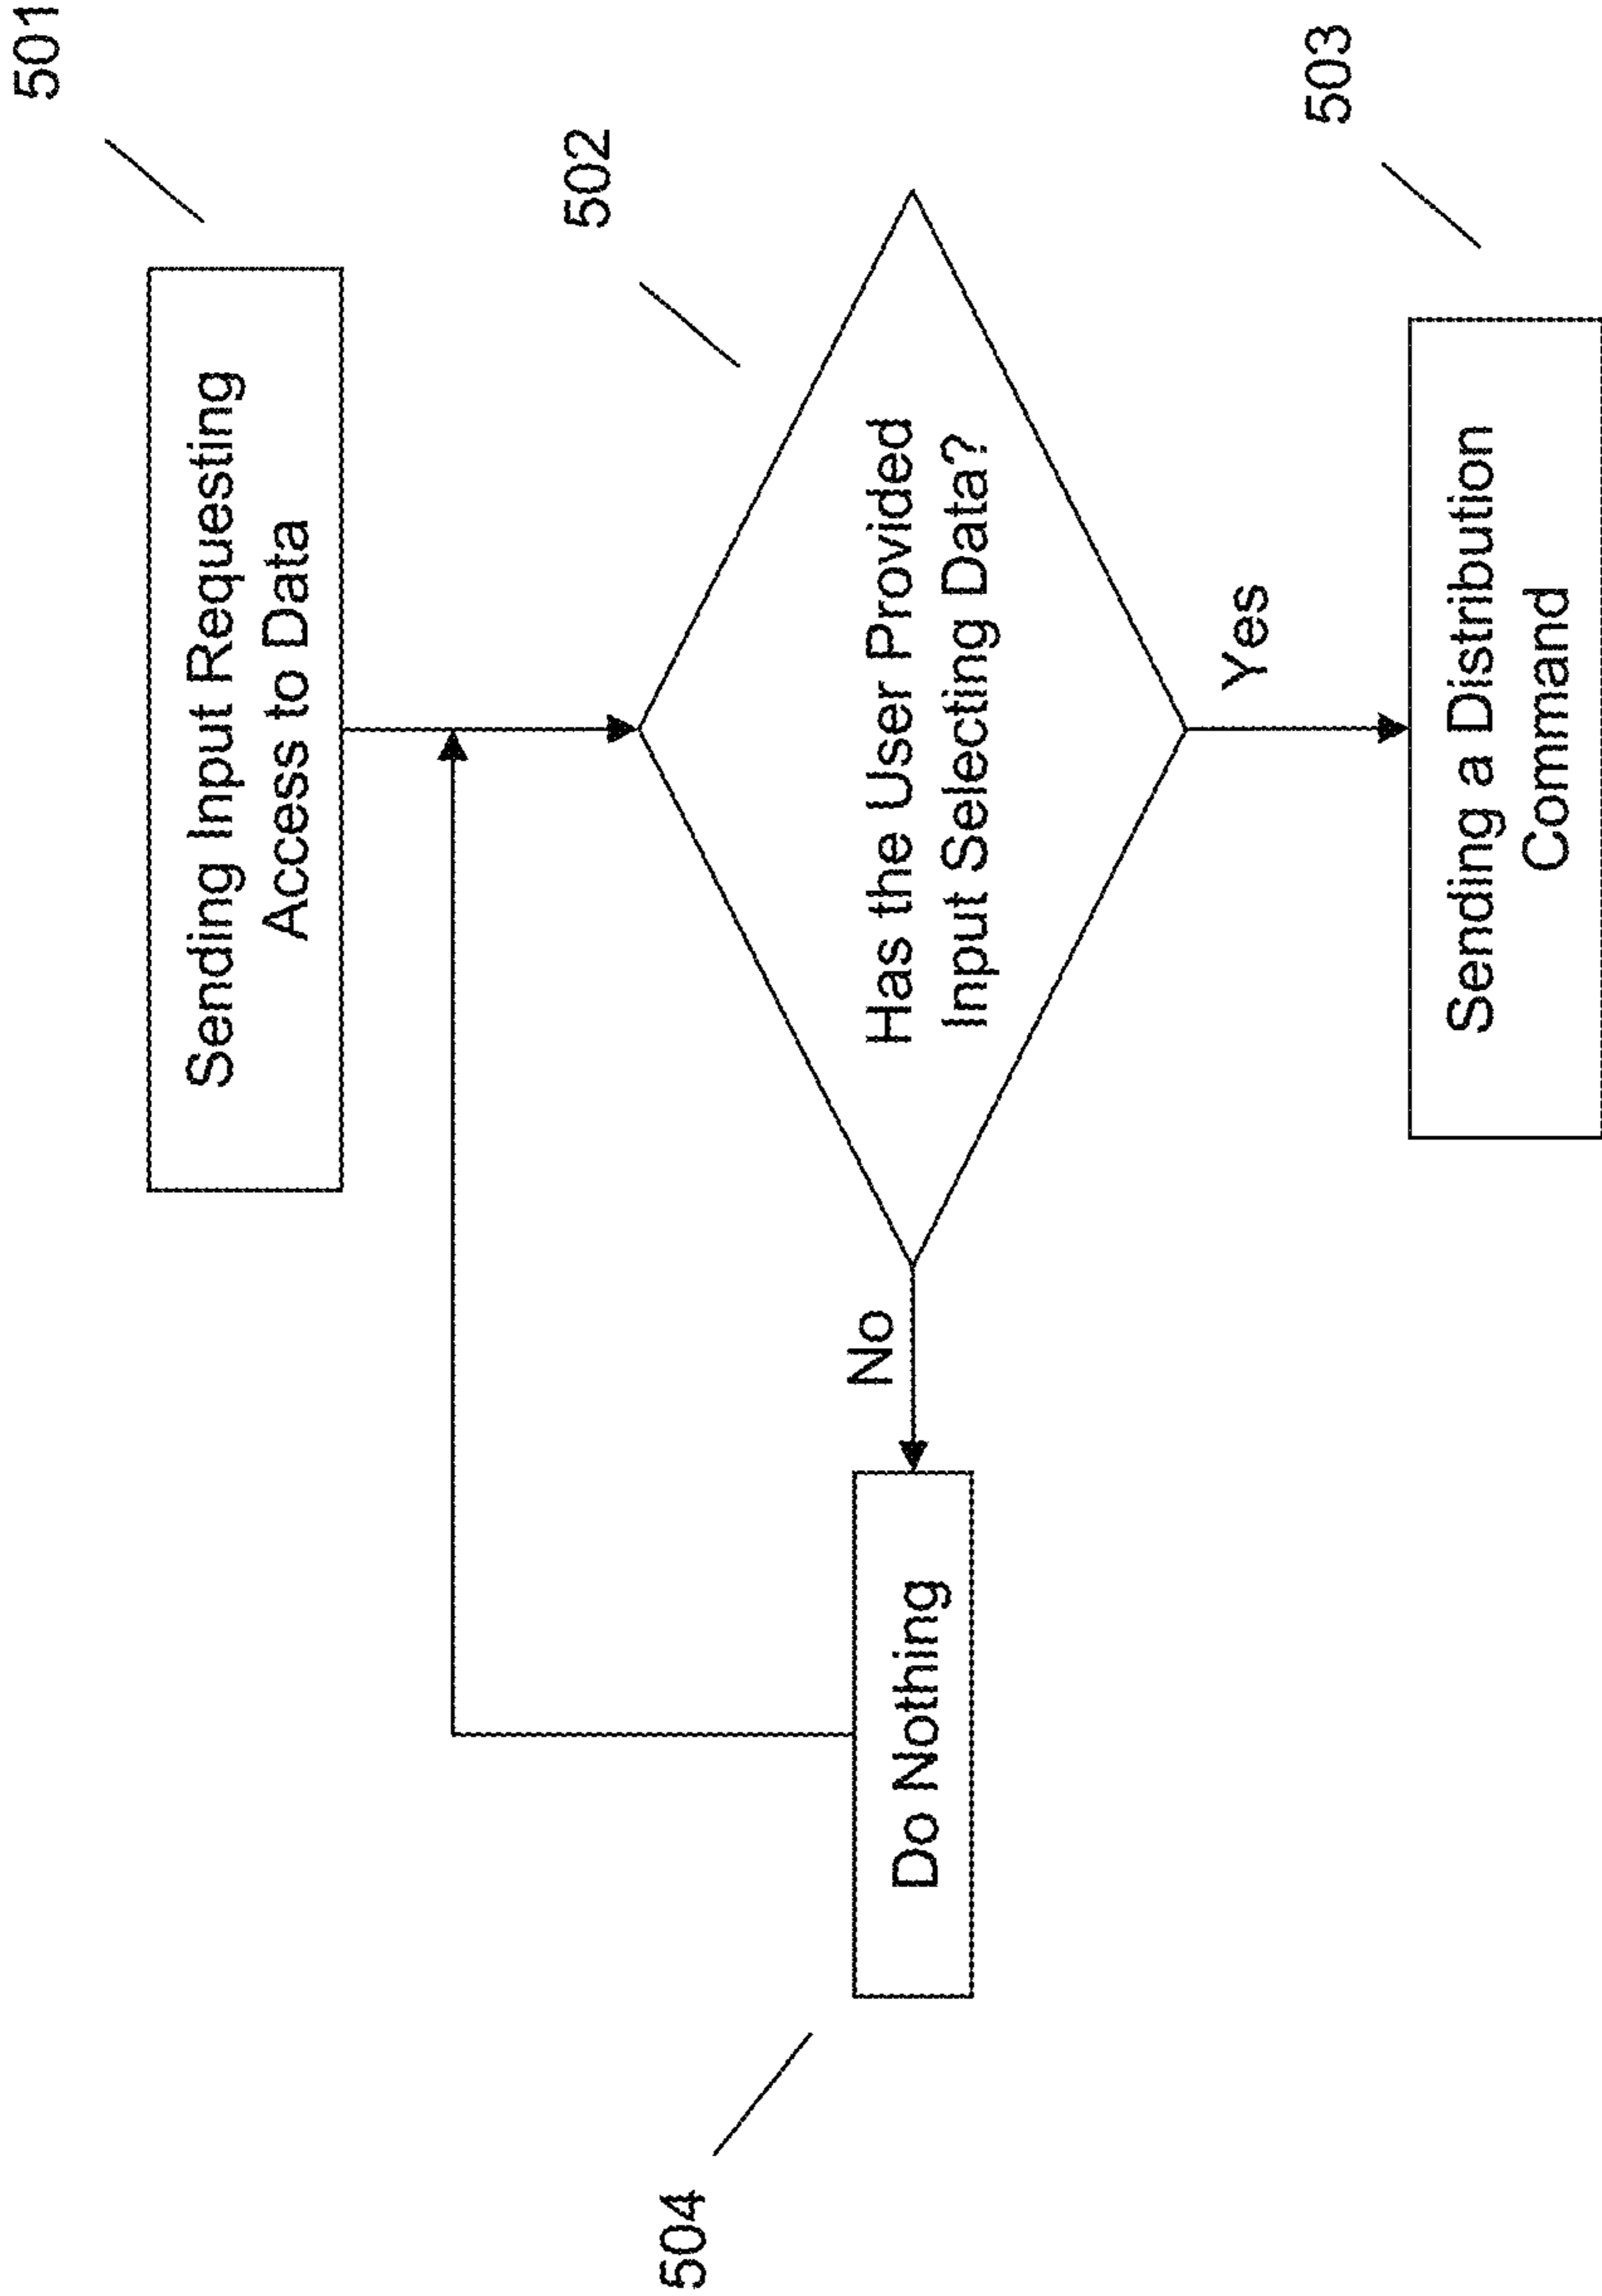 501
Sending Input Requesting
Access to Data
502
Has the User Provided
Input Selecting Data?
No
Do Nothing
504
Yes
503
Sending a Distribution
Command